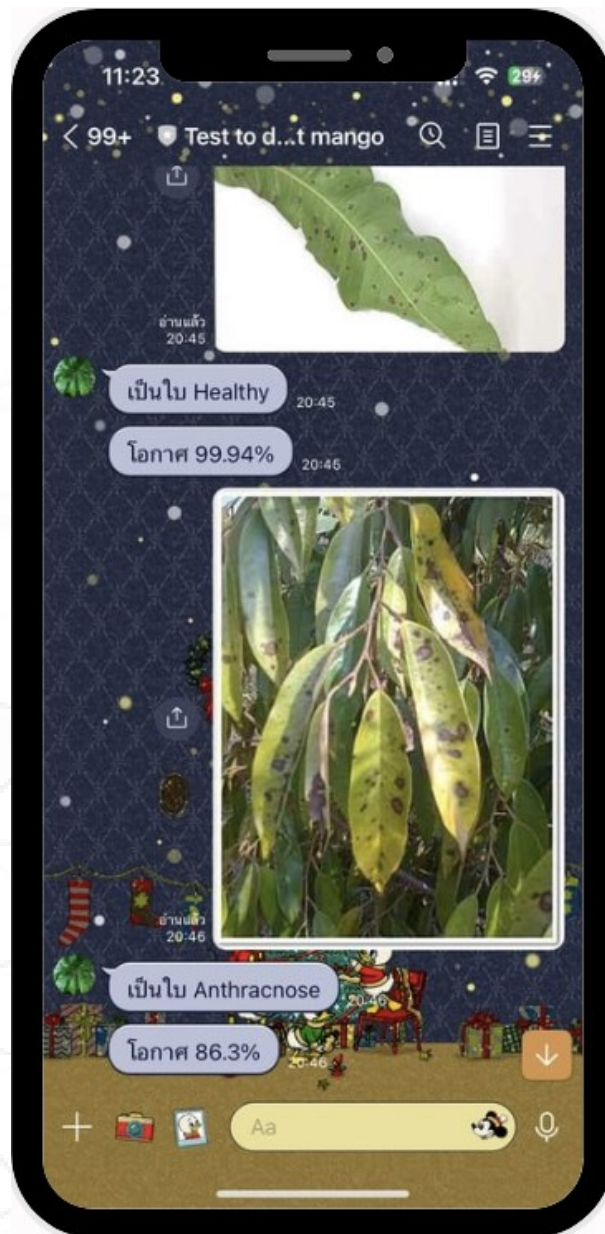 11:23
29
99+
Test to d...t mango
อ่านแล้ว
20:45
เป็นใบ Healthy
20:45
โอกาศ 99.94%
20:45
1
อ่านแล้ว
20:46
เป็นใบ Anthracnose
20:46
โอกาศ 86.3%
20:46
Aa